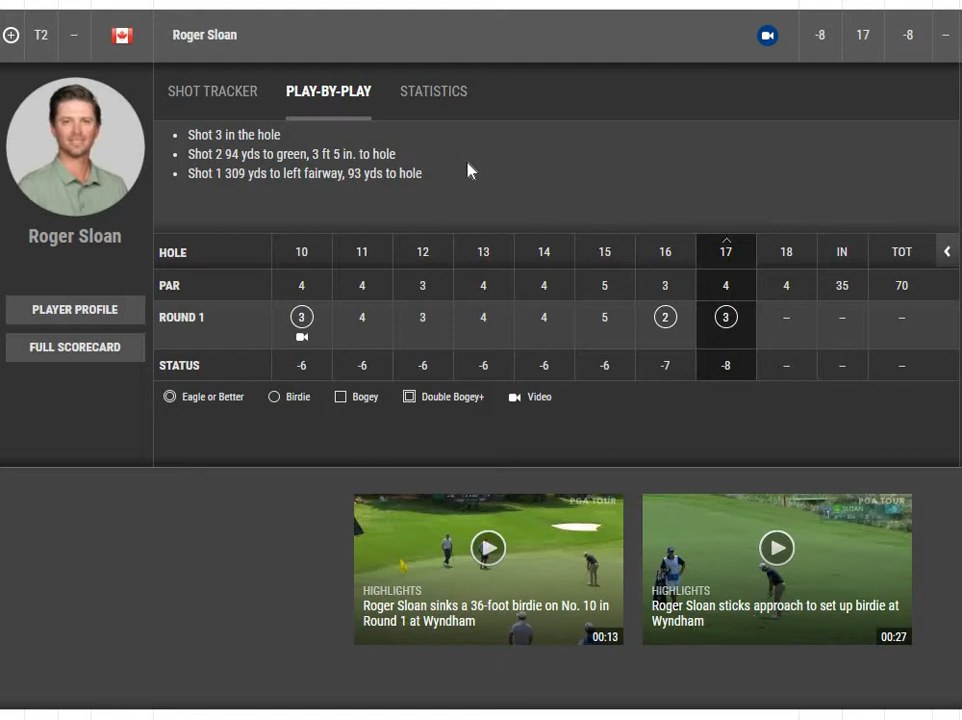 T2 – Roger Sloan -8 17 -8 –
SHOT TRACKER PLAY-BY-PLAY STATISTICS
Shot 3 in the hole
Shot 2 94 yds to green, 3 ft 5 in. to hole
Shot 1 309 yds to left fairway, 93 yds to hole
Roger Sloan
PLAYER PROFILE
FULL SCORECARD
HOLE 10 11 12 13 14 15 16 17 18 IN TOT
PAR 4 4 3 4 4 5 3 4 4 35 70
ROUND 1 3 4 3 4 4 5 2 3 – – –
STATUS -6 -6 -6 -6 -6 -6 -7 -8 – – –
Eagle or Better Birdie Bogey Double Bogey+ Video
PGA TOUR
HIGHLIGHTS
Roger Sloan sinks a 36-foot birdie on No. 10 in
Round 1 at Wyndham
00:13
PGA TOUR
SLOAN
HIGHLIGHTS
Roger Sloan sticks approach to set up birdie at
Wyndham
00:27